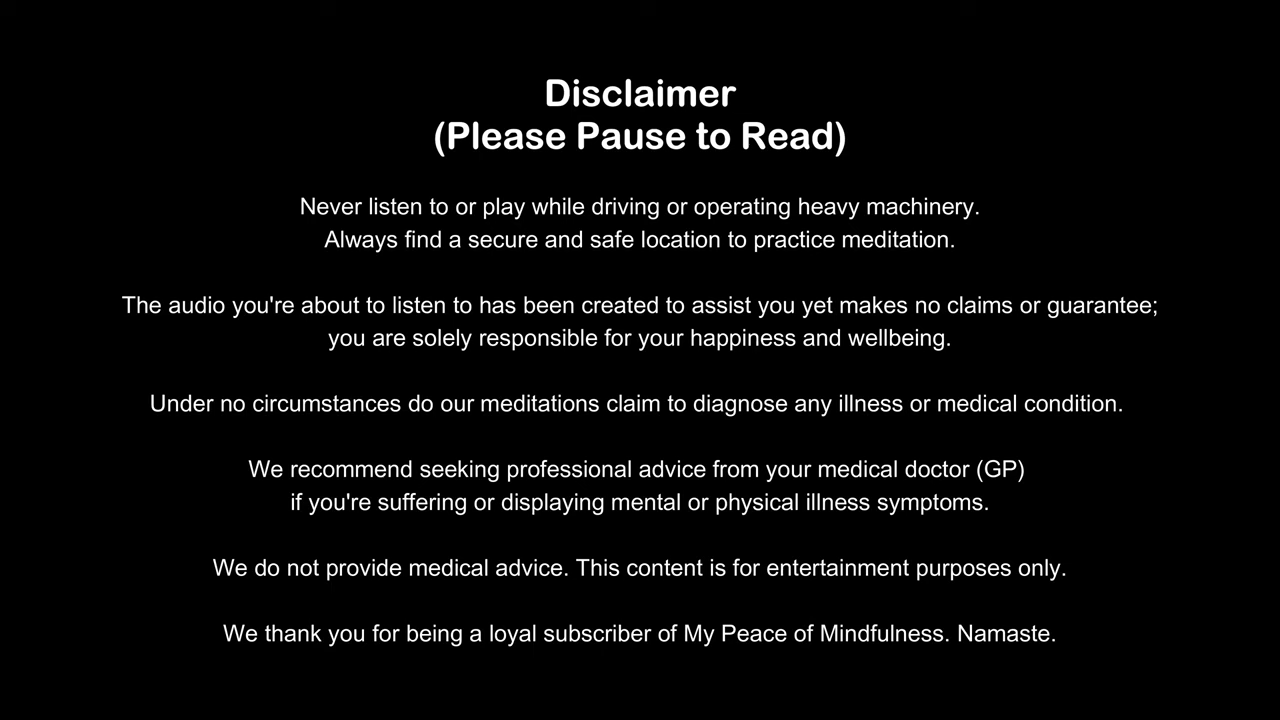 Disclaimer
(Please Pause to Read)
Never listen to or play while driving or operating heavy machinery.
Always find a secure and safe location to practice meditation.
The audio you're about to listen to has been created to assist you yet makes no claims or guarantee;
you are solely responsible for your happiness and wellbeing.
Under no circumstances do our meditations claim to diagnose any illness or medical condition.
We recommend seeking professional advice from your medical doctor (GP)
if you're suffering or displaying mental or physical illness symptoms.
We do not provide medical advice. This content is for entertainment purposes only.
We thank you for being a loyal subscriber of My Peace of Mindfulness. Namaste.